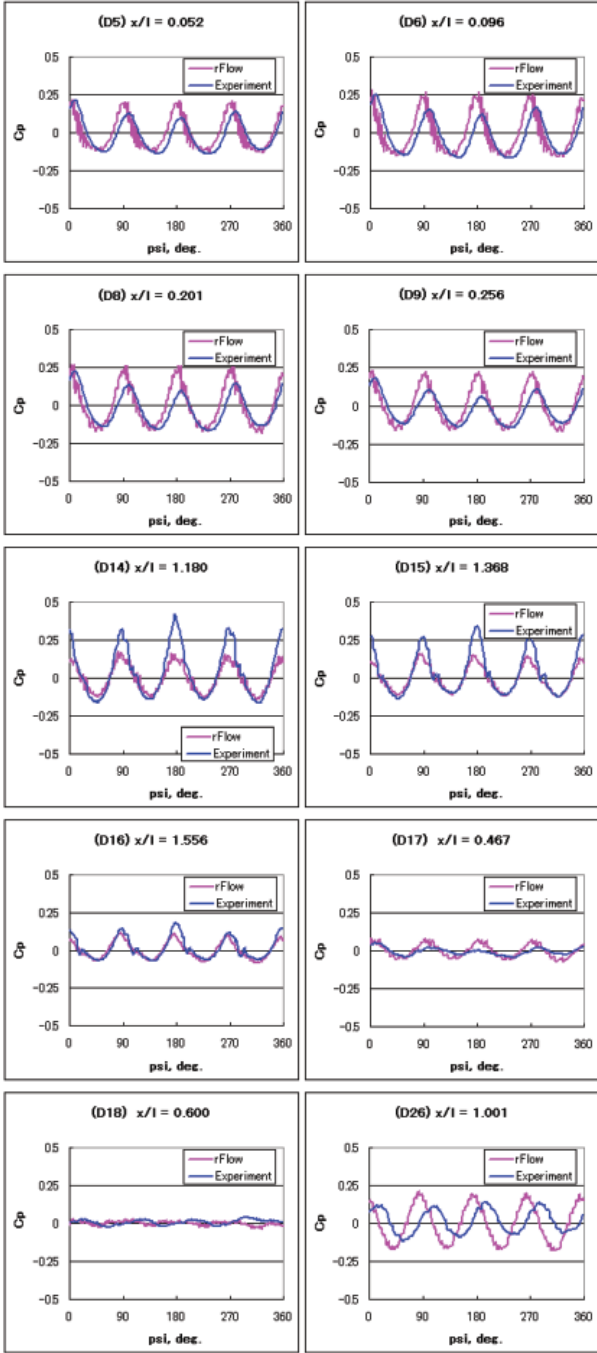 (D5) x/l = 0.052
0.5
0.25
0
-0.25
-0.5
Cp
rFlow
Experiment
0 90 180 270 360
psi, deg.
(D6) x/l = 0.096
0.5
0.25
0
-0.25
-0.5
Cp
rFlow
Experiment
0 90 180 270 360
psi, deg.
(D8) x/l = 0.201
0.5
0.25
0
-0.25
-0.5
Cp
rFlow
Experiment
0 90 180 270 360
psi, deg.
(D9) x/l = 0.256
0.5
0.25
0
-0.25
-0.5
Cp
rFlow
Experiment
0 90 180 270 360
psi, deg.
(D14) x/l = 1.180
0.5
0.25
0
-0.25
-0.5
Cp
rFlow
Experiment
0 90 180 270 360
psi, deg.
(D15) x/l = 1.368
0.5
0.25
0
-0.25
-0.5
Cp
rFlow
Experiment
0 90 180 270 360
psi, deg.
(D16) x/l = 1.556
0.5
0.25
0
-0.25
-0.5
Cp
rFlow
Experiment
0 90 180 270 360
psi, deg.
(D17) x/l = 0.467
0.5
0.25
0
-0.25
-0.5
Cp
rFlow
Experiment
0 90 180 270 360
psi, deg.
(D18) x/l = 0.600
0.5
0.25
0
-0.25
-0.5
Cp
rFlow
Experiment
0 90 180 270 360
psi, deg.
(D26) x/l = 1.001
0.5
0.25
0
-0.25
-0.5
Cp
rFlow
Experiment
0 90 180 270 360
psi, deg.